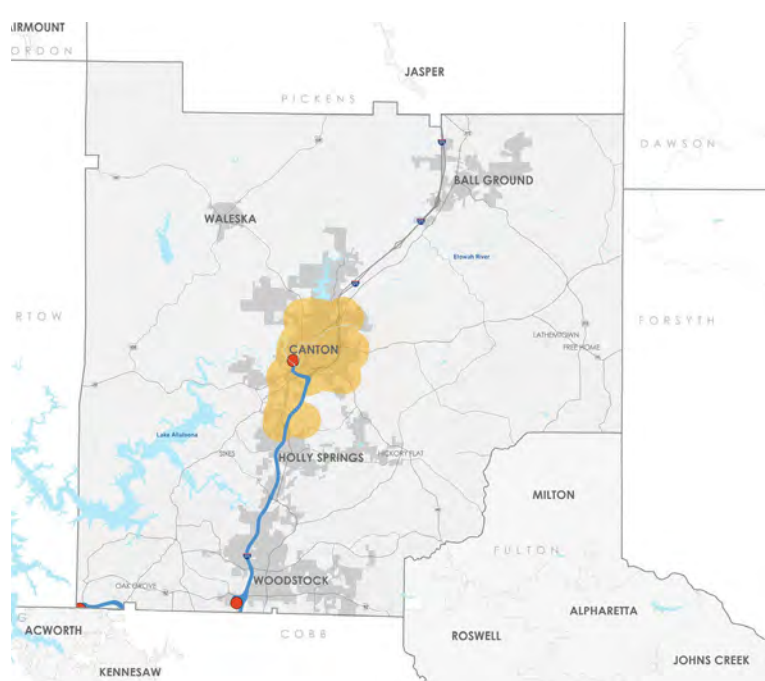 IRMOUNT
ORDON
JASPER
PICKENS
DAWSON
BALL GROUND
WALESKA
Etowah River
RTOW
FORSYTH
LATHEMTOWN
FREE HOME
CANTON
Lake Allatoona
SIXES
HOLLY SPRINGS
HICKORY FLAT
MILTON
FULTON
OAK GROVE
WOODSTOCK
G
ACWORTH
COBB
ALPHARETTA
ROSWELL
KENNESAW
JOHNS CREEK